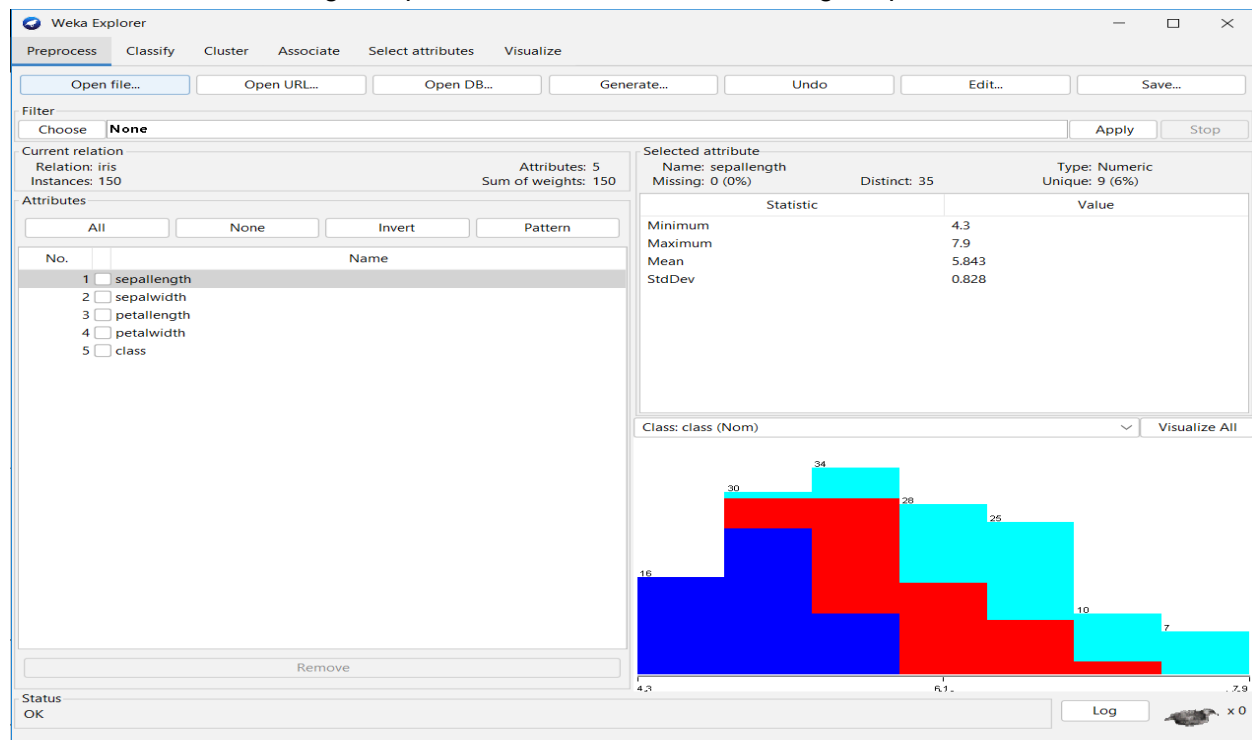 Weka Explorer
Preprocess Classify Cluster Associate Select attributes Visualize
Open file... Open URL... Open DB... Generate... Undo Edit... Save...
Filter
Choose None Apply Stop
Current relation
Relation: iris Attributes: 5
Instances: 150 Sum of weights: 150
Attributes
All None Invert Pattern
No. Name
1 sepallength
2 sepalwidth
3 petallength
4 petalwidth
5 class
Remove
Selected attribute
Name: sepallength Type: Numeric
Missing: 0 (0%) Distinct: 35 Unique: 9 (6%)
Statistic Value
Minimum 4.3
Maximum 7.9
Mean 5.843
StdDev 0.828
Class: class (Nom) Visualize All
16 30 34 28 25 10 7
4.3 6.1 7.9
Status
OK Log x 0